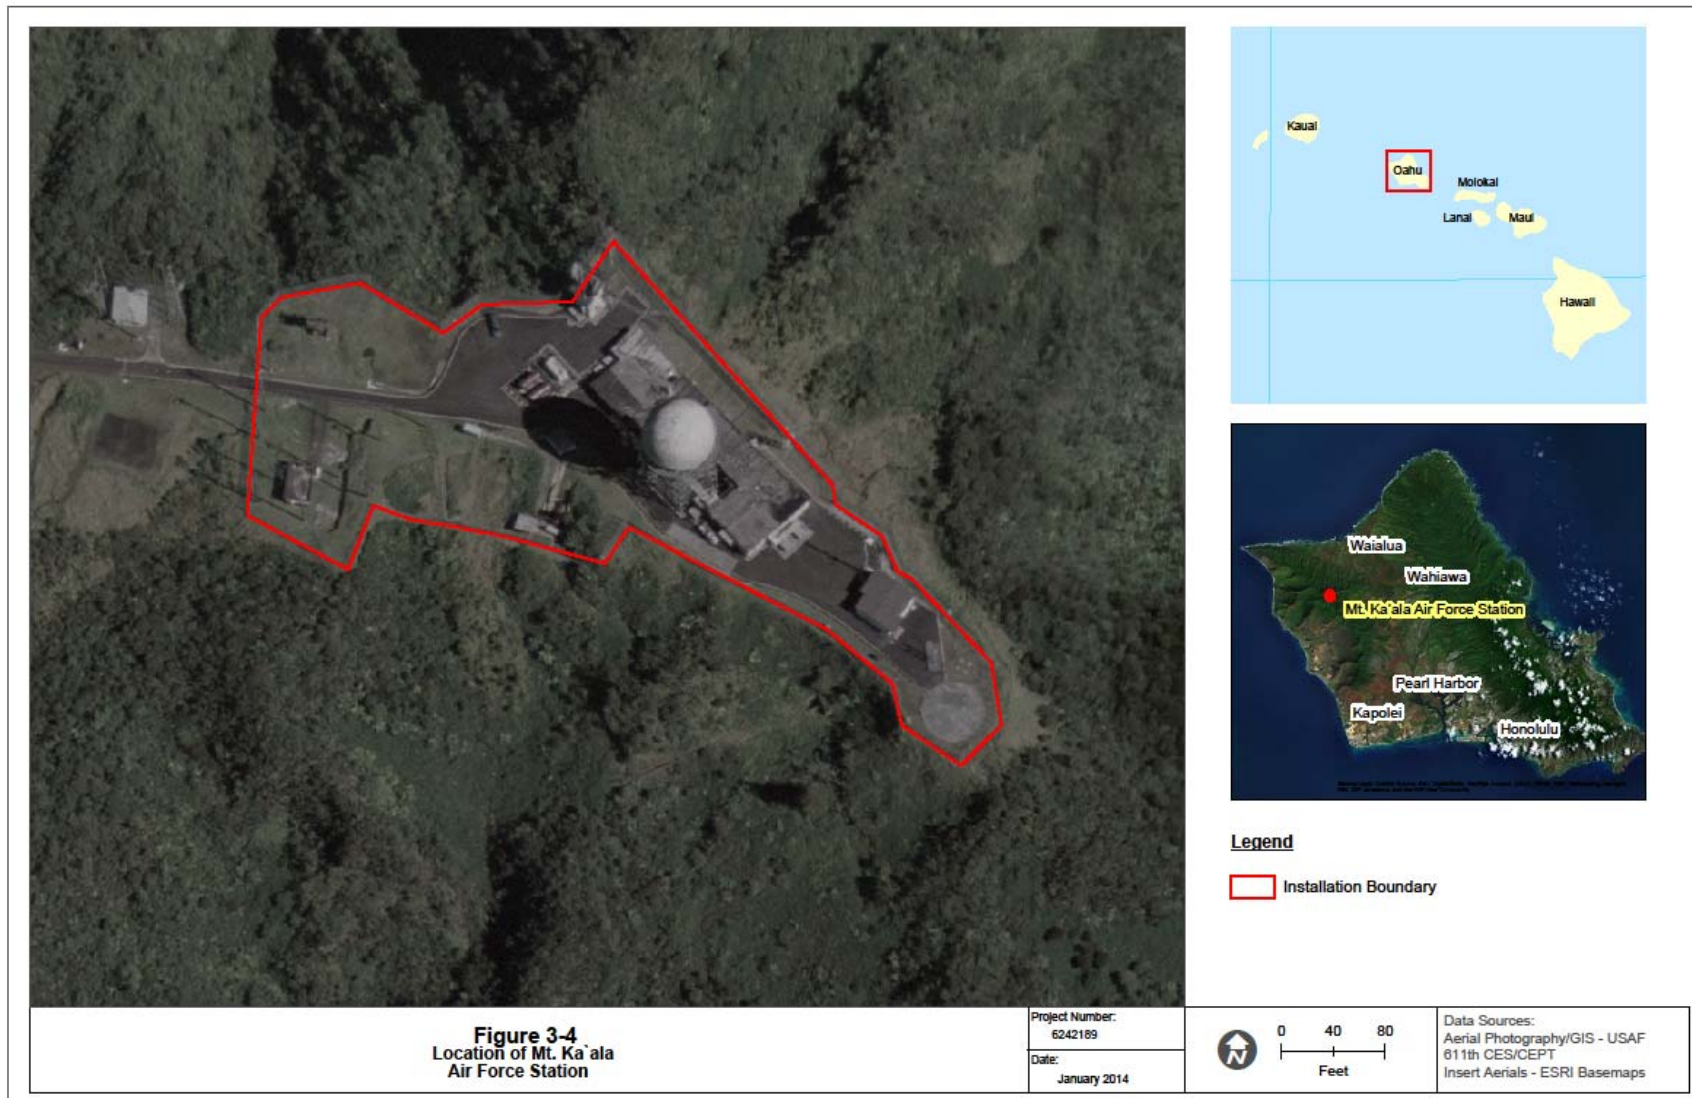 Kauai
Oahu
Molokai
Lanai
Maui
Hawaii
Waialua
Wahiawa
Mt. Ka`ala Air Force Station
Pearl Harbor
Kapolei
Honolulu
Legend
Installation Boundary
Figure 3-4
Location of Mt. Ka`ala
Air Force Station
Project Number:
6242189
Date:
January 2014
N
0 40 80
Feet
Data Sources:
Aerial Photography/GIS - USAF
611th CES/CEPT
Insert Aerials - ESRI Basemaps